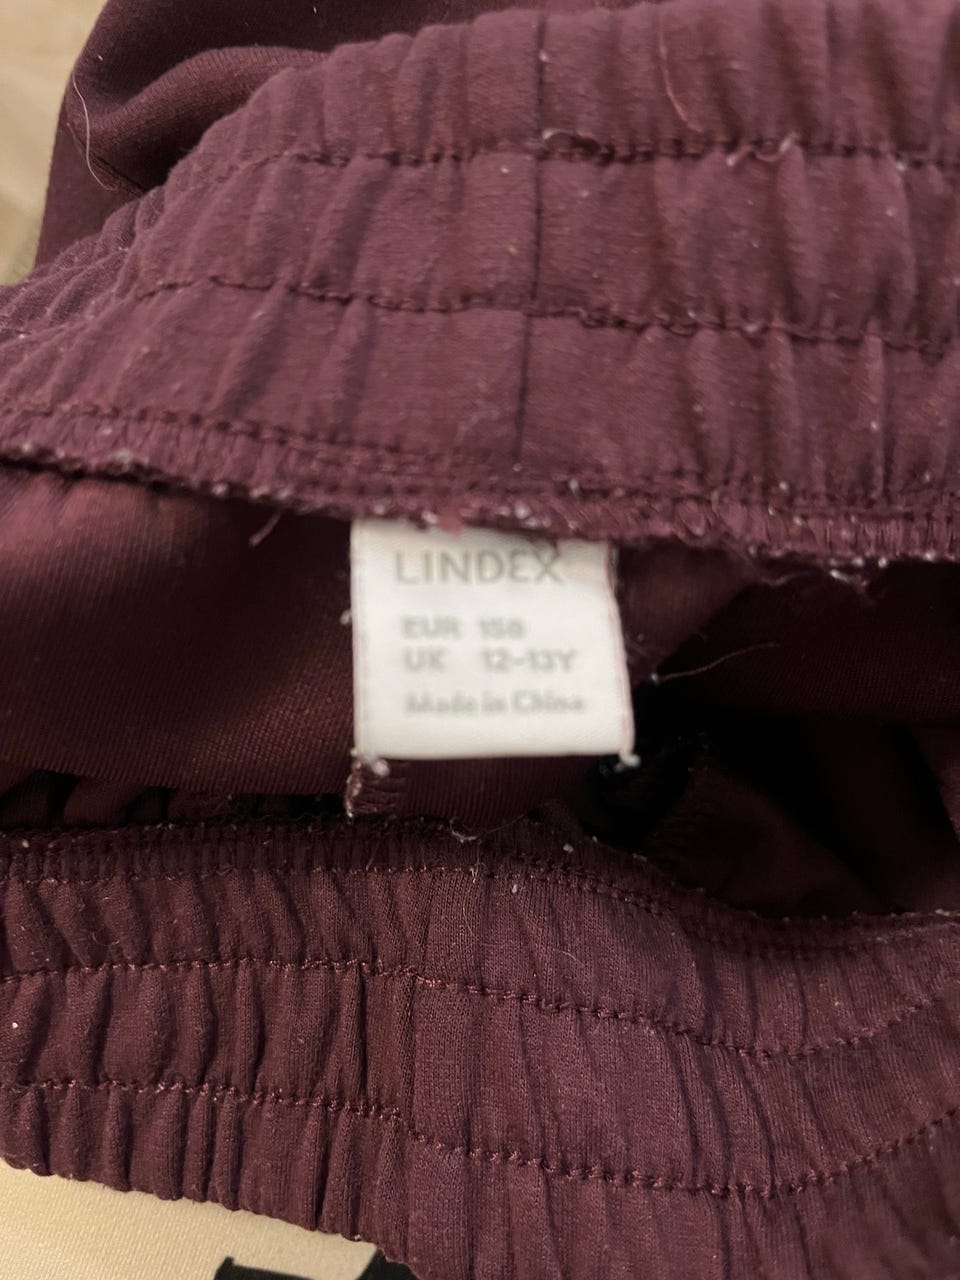 LINDEX
EUR 158
UK 12-13Y
Made in China